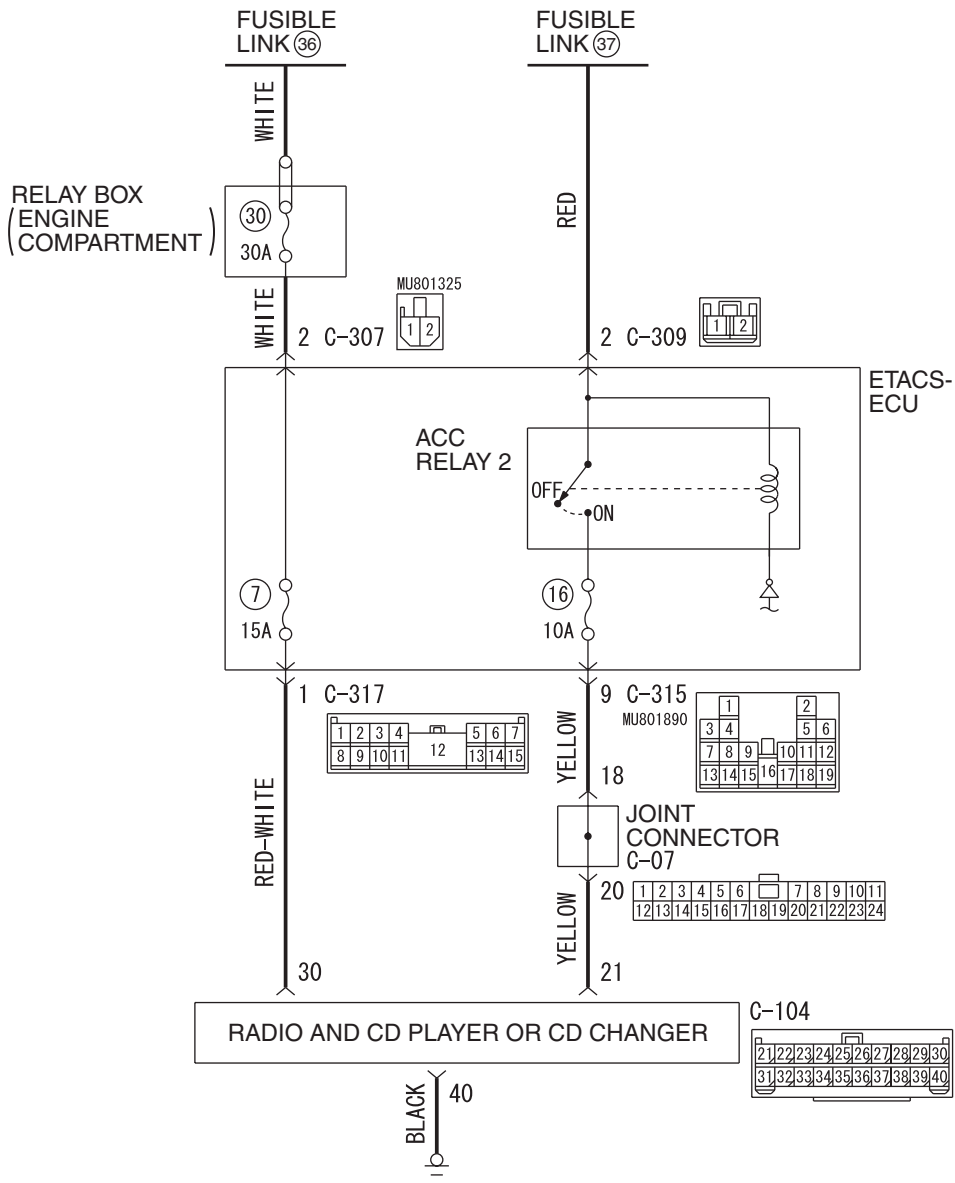 FUSIBLE
LINK 36
FUSIBLE
LINK 37
WHITE
RED
RELAY BOX
(ENGINE
COMPARTMENT)
30
30A
WHITE
2 C-307
MU801325
1 2
2 C-309
1 2
ETACS-
ECU
ACC
RELAY 2
OFF
ON
7
15A
16
10A
1 C-317
1 2 3 4 5 6 7
8 9 10 11 12 13 14 15
9 C-315
MU801890
1 2
3 4 5 6
7 8 9 10 11 12
13 14 15 16 17 18 19
YELLOW
18
JOINT
CONNECTOR
C-07
RED-WHITE
YELLOW
20
1 2 3 4 5 6 7 8 9 10 11
12 13 14 15 16 17 18 19 20 21 22 23 24
30
21
RADIO AND CD PLAYER OR CD CHANGER
C-104
21 22 23 24 25 26 27 28 29 30
31 32 33 34 35 36 37 38 39 40
BLACK
40